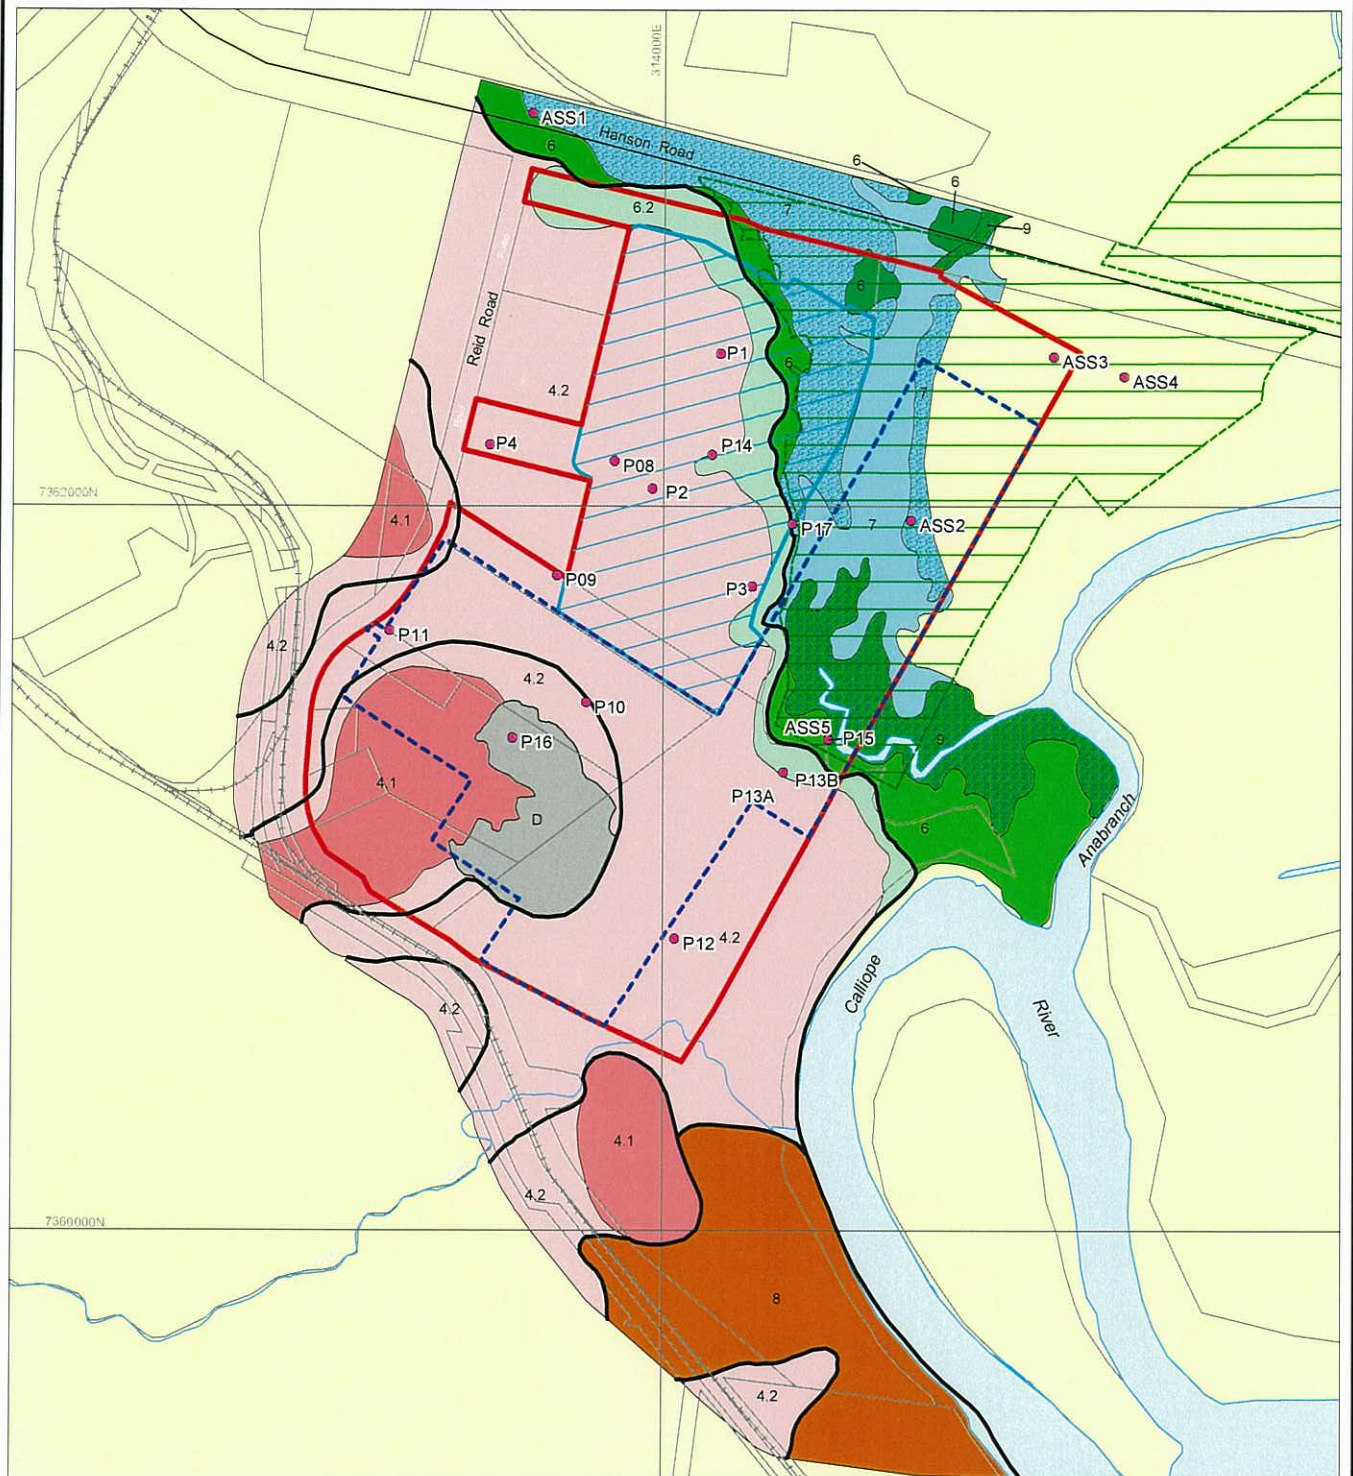 314000E
ASS1
Hanson Road
6
6
6
9
6.2
7
6
Reid Road
P1
6
ASS3
ASS4
4.2
7
P4
P08
P14
P2
7362000N
4.1
P17
7
ASS2
P09
P3
P11
4.2
4.2
P10
P16
ASS5
P15
9
4.1
P13B
P13A
D
6
Anabranch
P12
4.2
Calliope
River
4.2
4.1
4.2
7360000N
8
4.2